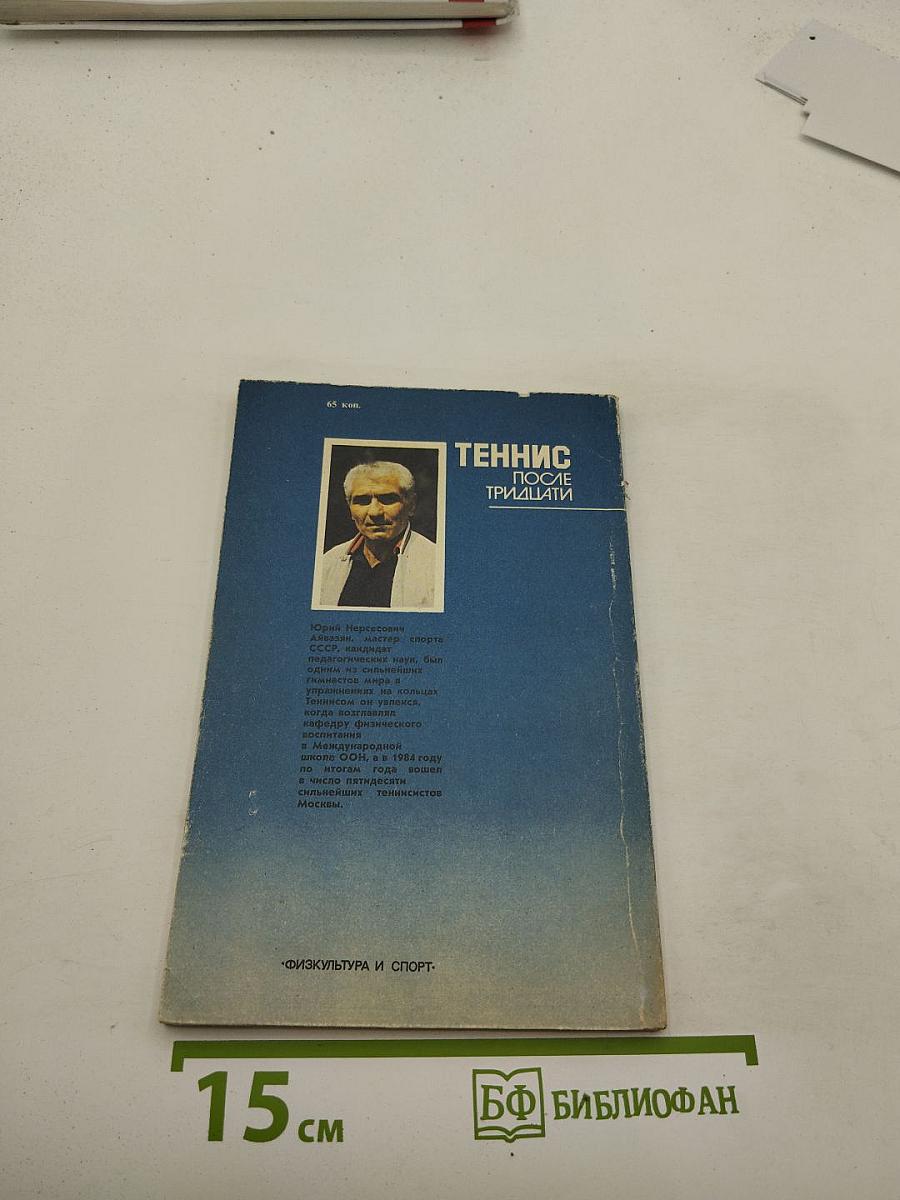 65 коп.
ТЕННИС
ПОСЛЕ
ТРИДЦАТИ
Юрий Нерсесович
Айвазян, мастер спорта
СССР, кандидат
педагогических наук, был
одним из сильнейших
гимнастов мира в
упражнениях на кольцах
Теннисом он увлекся,
когда возглавлял
кафедру физического
воспитания
в Международной
школе ООН, а в 1984 году
по итогам года вошел
в число пятидесяти
сильнейших теннисистов
Москвы.
«ФИЗКУЛЬТУРА И СПОРТ»
15 см
БФ БИБЛИОФАН